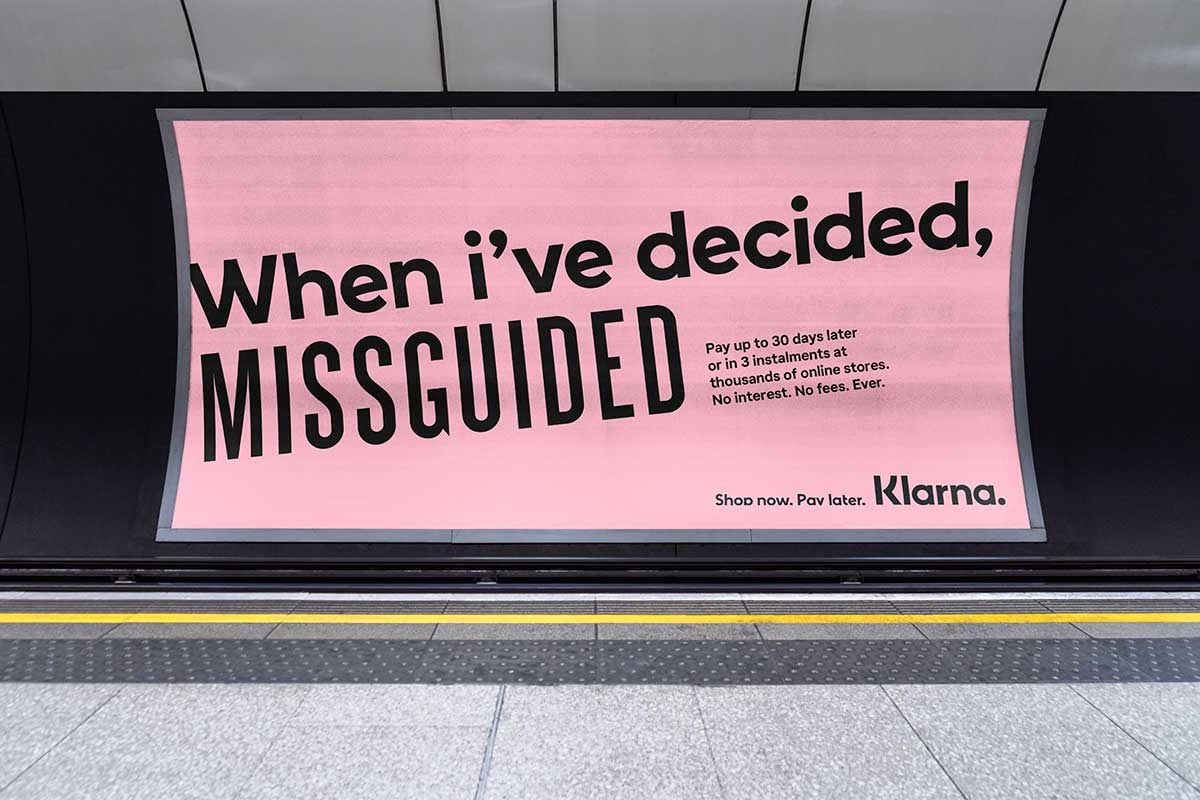 When i’ve decided,
MISSGUIDED
Pay up to 30 days later
or in 3 instalments at
thousands of online stores.
No interest. No fees. Ever.
Shop now. Pay later. Klarna.